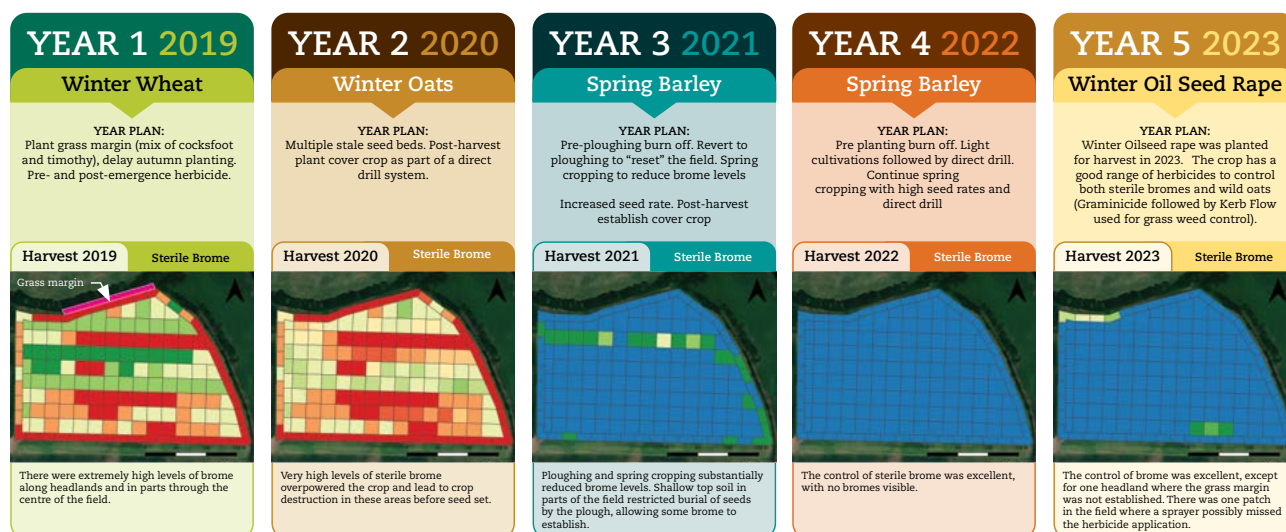 YEAR 1 2019
Winter Wheat
YEAR PLAN:
Plant grass margin (mix of cocksfoot
and timothy), delay autumn planting.
Pre- and post-emergence herbicide.
Harvest 2019
Sterile Brome
Grass margin
There were extremely high levels of brome
along headlands and in parts through the
centre of the field.
YEAR 2 2020
Winter Oats
YEAR PLAN:
Multiple stale seed beds. Post-harvest
plant cover crop as part of a direct
drill system.
Harvest 2020
Sterile Brome
Very high levels of sterile brome
overpowered the crop and lead to crop
destruction in these areas before seed set.
YEAR 3 2021
Spring Barley
YEAR PLAN:
Pre-ploughing burn off. Revert to
ploughing to “reset” the field. Spring
cropping to reduce brome levels
Increased seed rate. Post-harvest
establish cover crop
Harvest 2021
Sterile Brome
Ploughing and spring cropping substantially
reduced brome levels. Shallow top soil in
parts of the field restricted burial of seeds
by the plough, allowing some brome to
establish.
YEAR 4 2022
Spring Barley
YEAR PLAN:
Pre planting burn off. Light
cultivations followed by direct drill.
Continue spring
cropping with high seed rates and
direct drill
Harvest 2022
Sterile Brome
The control of sterile brome was excellent,
with no bromes visible.
YEAR 5 2023
Winter Oil Seed Rape
YEAR PLAN:
Winter Oilseed rape was planted
for harvest in 2023. The crop has a
good range of herbicides to control
both sterile bromes and wild oats
(Graminicide followed by Kerb Flow
used for grass weed control).
Harvest 2023
Sterile Brome
The control of brome was excellent, except
for one headland where the grass margin
was not established. There was one patch
in the field where a sprayer possibly missed
the herbicide application.